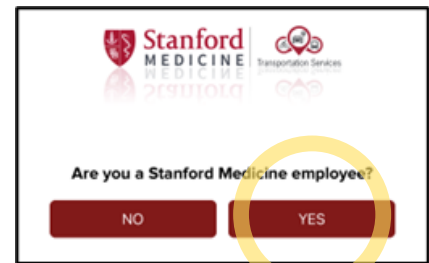 Stanford
MEDICINE
Transportation Services
Are you a Stanford Medicine employee?
NO
YES